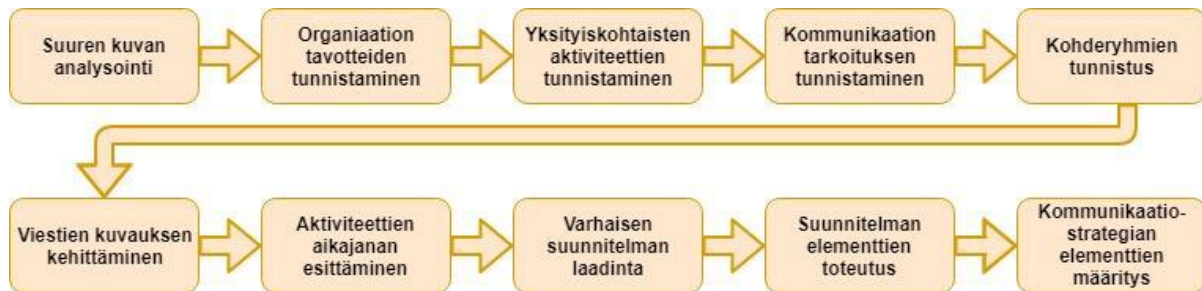 Suuren kuvan
analysointi
Organiaation
tavotteiden
tunnistaminen
Yksityiskohtaisten
aktiviteettien
tunnistaminen
Kommunikaation
tarkoituksen
tunnistaminen
Kohderyhmien
tunnistus
Viestien kuvauksen
kehittäminen
Aktiviteettien
aikajanan
esittäminen
Varhaisen
suunnitelman
laadinta
Suunnitelman
elementtien
toteutus
Kommunikaatio-
strategian
elementtien
määritys